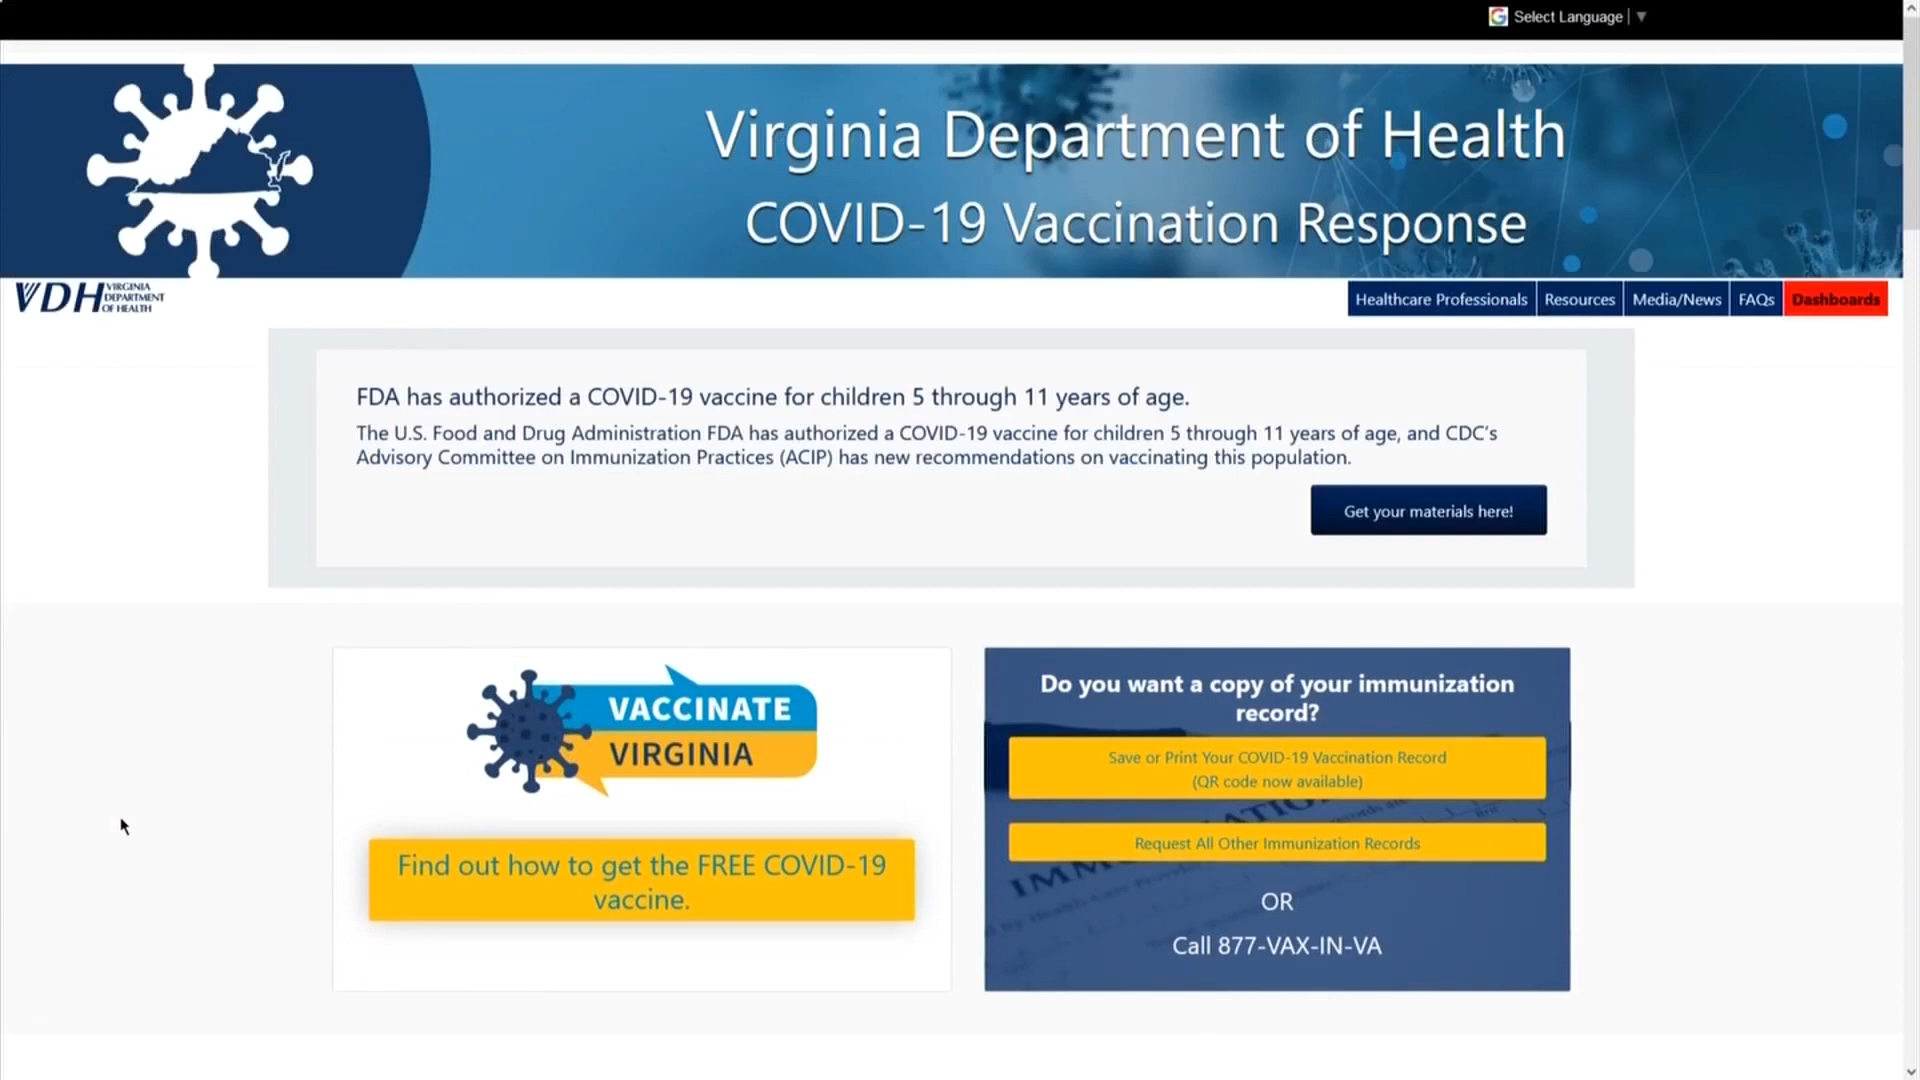 Select Language
Virginia Department of Health
COVID-19 Vaccination Response
VDH VIRGINIA
DEPARTMENT
OF HEALTH
Healthcare Professionals Resources Media/News FAQs Dashboards
FDA has authorized a COVID-19 vaccine for children 5 through 11 years of age.
The U.S. Food and Drug Administration FDA has authorized a COVID-19 vaccine for children 5 through 11 years of age, and CDC's
Advisory Committee on Immunization Practices (ACIP) has new recommendations on vaccinating this population.
Get your materials here!
VACCINATE
VIRGINIA
Find out how to get the FREE COVID-19
vaccine.
Do you want a copy of your immunization
record?
Save or Print Your COVID-19 Vaccination Record
(QR code now available)
Request All Other Immunization Records
OR
Call 877-VAX-IN-VA